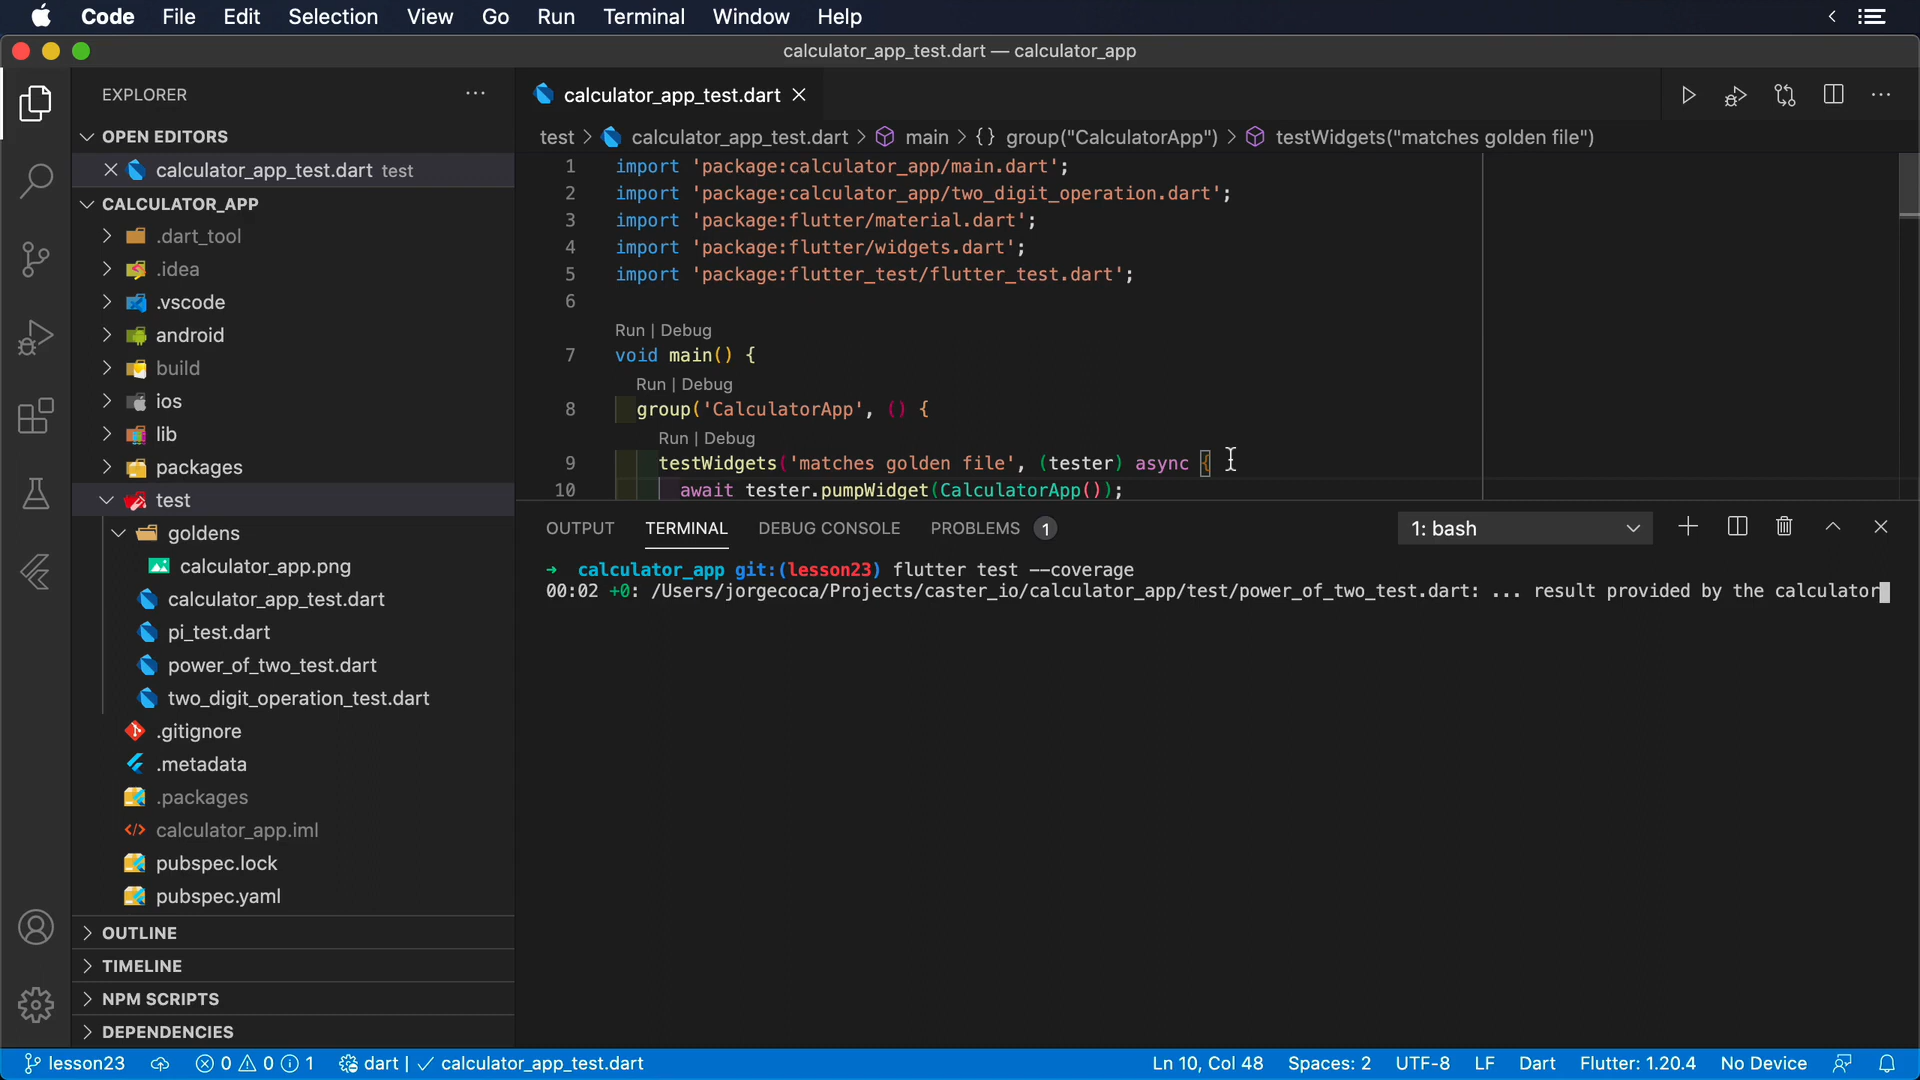 Code File Edit Selection View Go Run Terminal Window Help
calculator_app_test.dart — calculator_app
EXPLORER
OPEN EDITORS
calculator_app_test.dart test
CALCULATOR_APP
.dart_tool
.idea
.vscode
android
build
ios
lib
packages
test
goldens
calculator_app.png
calculator_app_test.dart
pi_test.dart
power_of_two_test.dart
two_digit_operation_test.dart
.gitignore
.metadata
.packages
calculator_app.iml
pubspec.lock
pubspec.yaml
OUTLINE
TIMELINE
NPM SCRIPTS
DEPENDENCIES
calculator_app_test.dart
test > calculator_app_test.dart > main > {} group("CalculatorApp") > testWidgets("matches golden file")
1 import 'package:calculator_app/main.dart';
2 import 'package:calculator_app/two_digit_operation.dart';
3 import 'package:flutter/material.dart';
4 import 'package:flutter/widgets.dart';
5 import 'package:flutter_test/flutter_test.dart';
6
Run | Debug
7 void main() {
Run | Debug
8 group('CalculatorApp', () {
Run | Debug
9 testWidgets('matches golden file', (tester) async {
10 await tester.pumpWidget(CalculatorApp());
OUTPUT TERMINAL DEBUG CONSOLE PROBLEMS 1 1: bash
→ calculator_app git:(lesson23) flutter test --coverage
00:02 +0: /Users/jorgecoca/Projects/caster_io/calculator_app/test/power_of_two_test.dart: ... result provided by the calculator
lesson23 0 0 1 dart | ✓ calculator_app_test.dart Ln 10, Col 48 Spaces: 2 UTF-8 LF Dart Flutter: 1.20.4 No Device